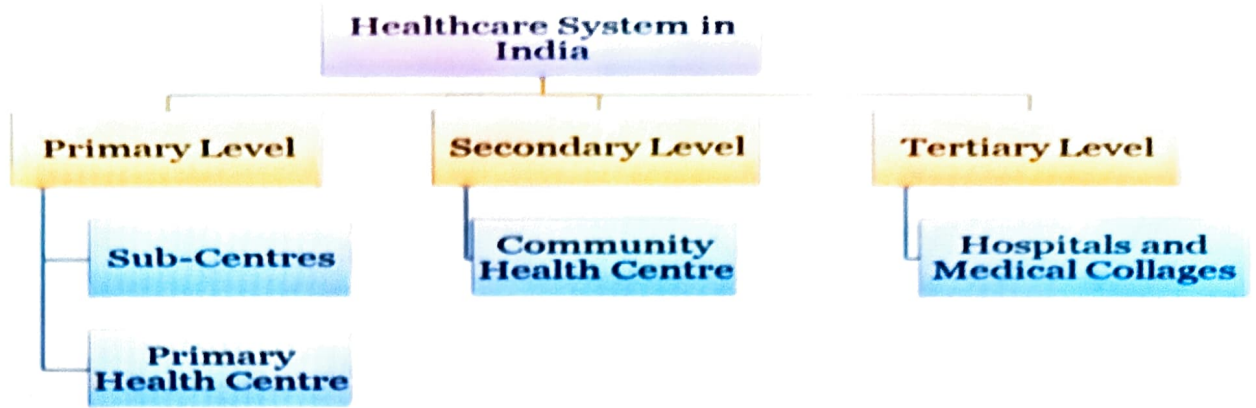 Healthcare System in
India
Primary Level
Secondary Level
Tertiary Level
Sub-Centres
Community
Health Centre
Hospitals and
Medical Collages
Primary
Health Centre